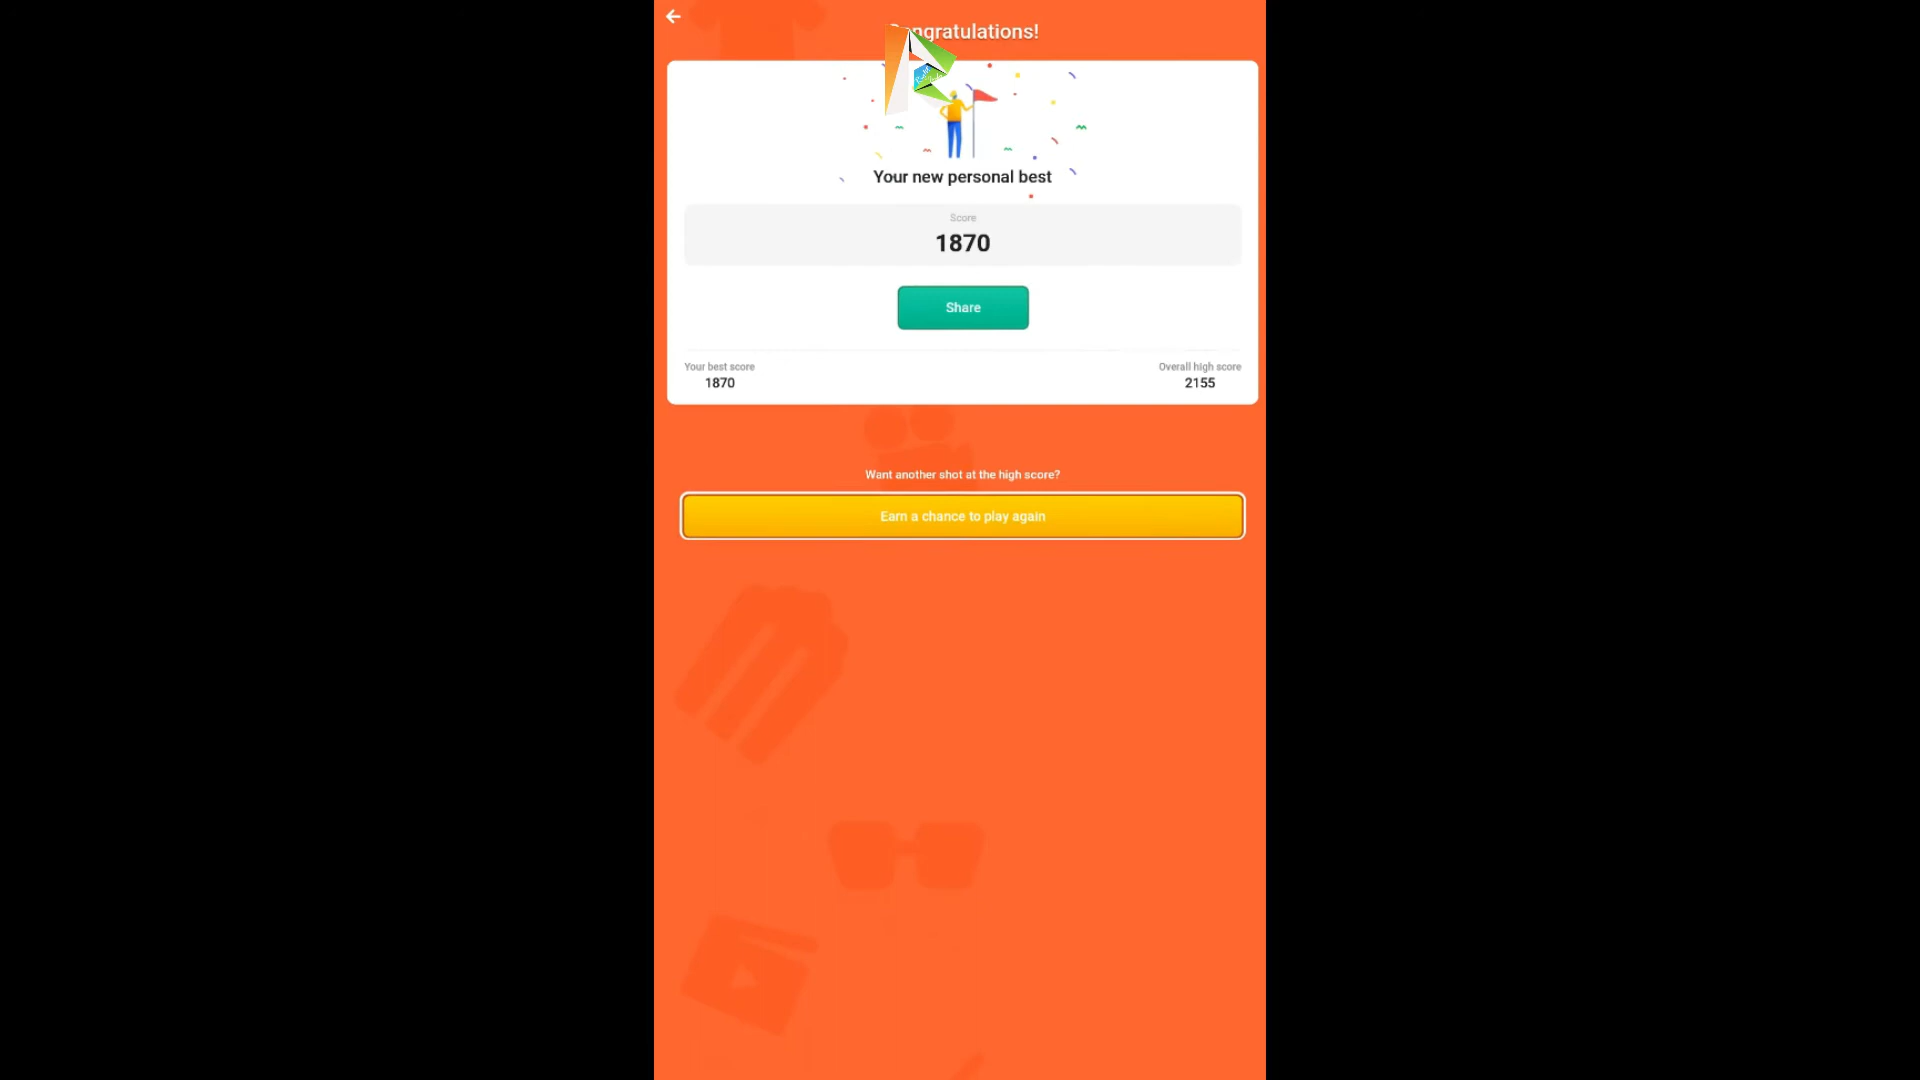 Congratulations!
Your new personal best
Score
1870
Share
Your best score
1870
Overall high score
2155
Want another shot at the high score?
Earn a chance to play again